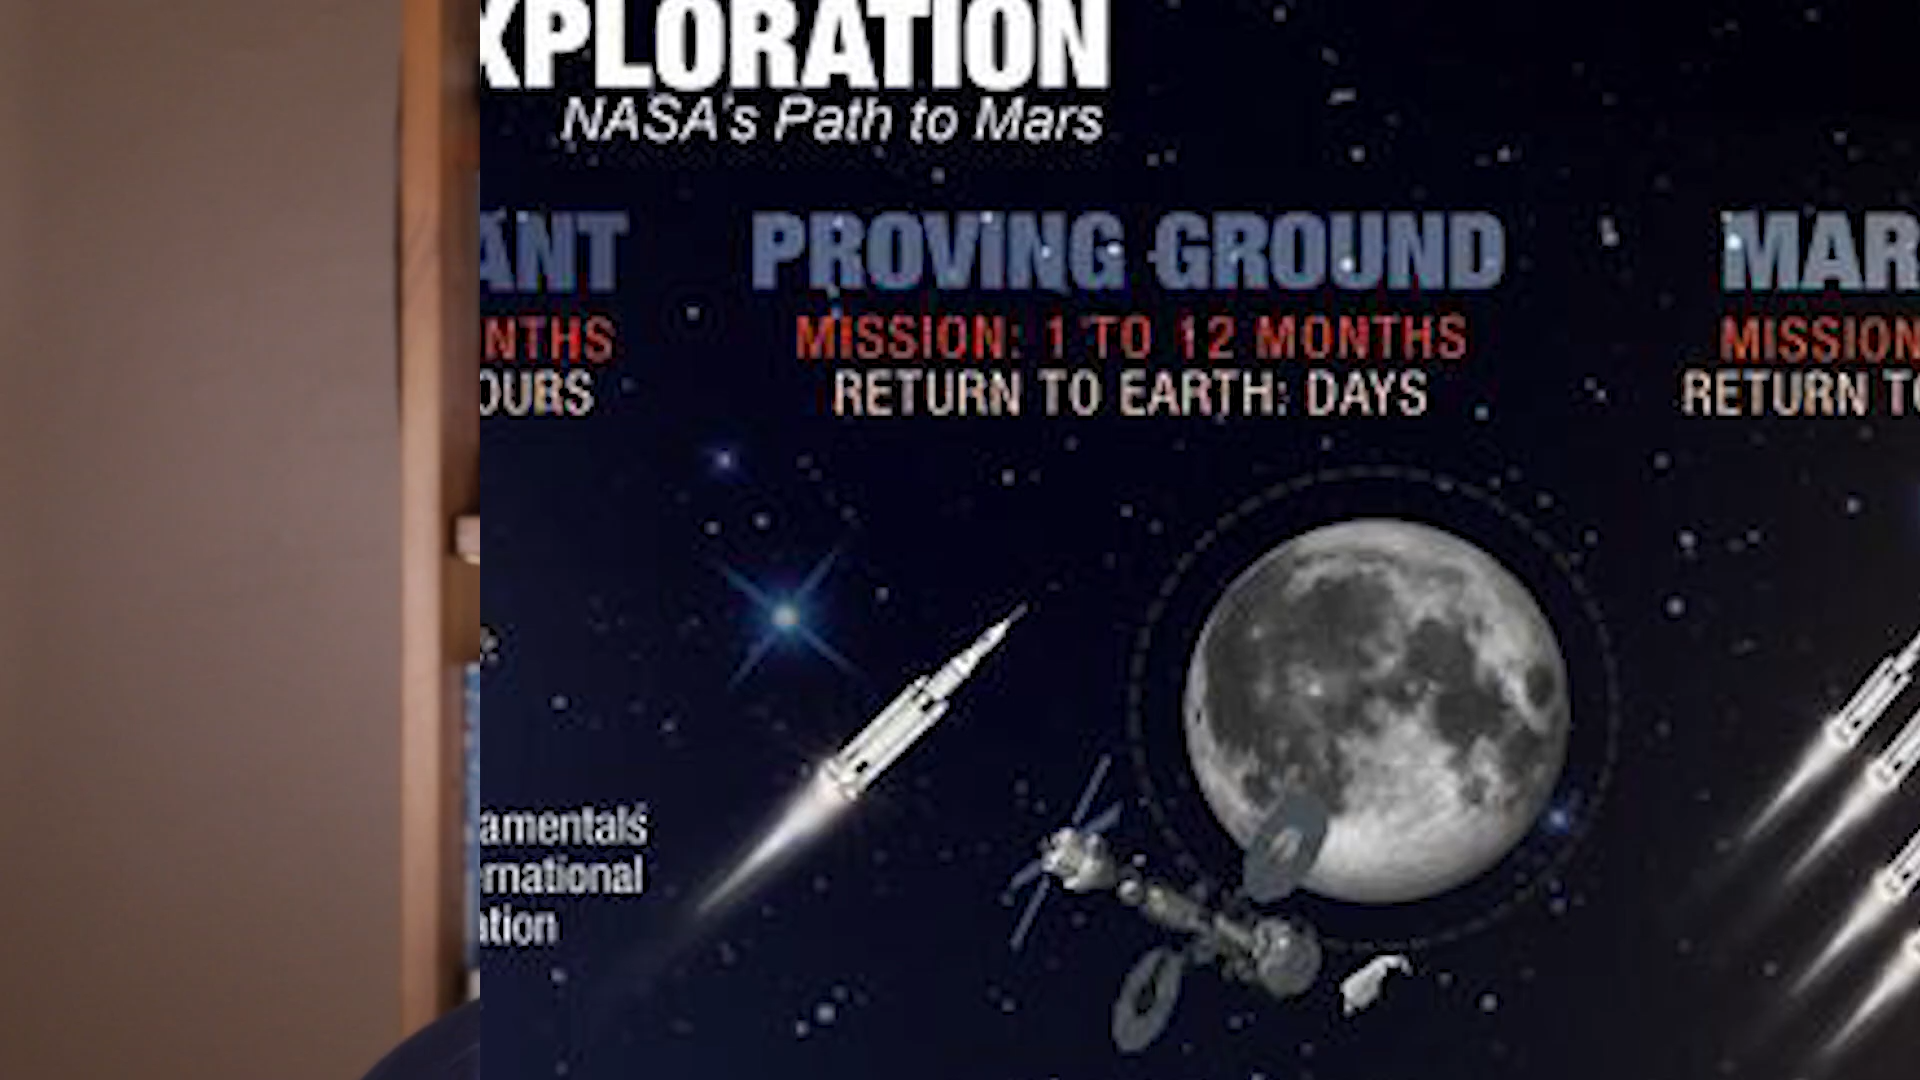 XPLORATION
NASA's Path to Mars
ANT
NTHS
OURS
PROVING GROUND
MISSION: 1 TO 12 MONTHS
RETURN TO EARTH: DAYS
MAR
MISSION
RETURN TO
amentals
ernational
ation